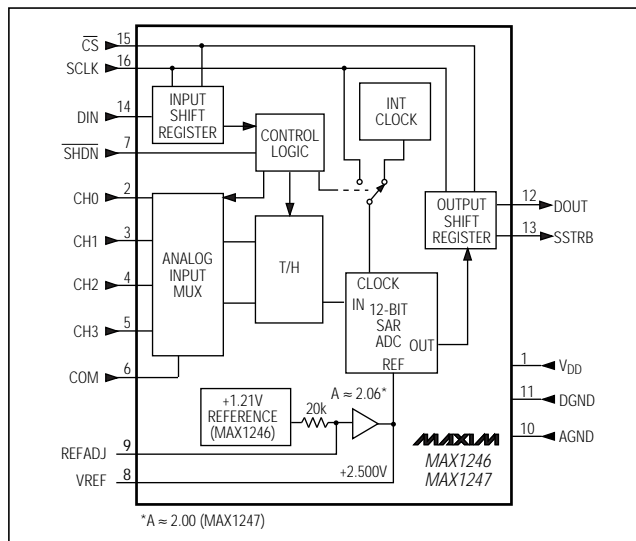 CS
15
SCLK
16
DIN
14
SHDN
7
CH0
2
CH1
3
CH2
4
CH3
5
COM
6
REFADJ
9
VREF
8
INPUT
SHIFT
REGISTER
CONTROL
LOGIC
INT
CLOCK
ANALOG
INPUT
MUX
T/H
CLOCK
IN
12-BIT
SAR
ADC
OUT
REF
OUTPUT
SHIFT
REGISTER
12
DOUT
13
SSTRB
1
VDD
11
DGND
10
AGND
+1.21V
REFERENCE
(MAX1246)
20k
A ≈ 2.06*
+2.500V
MAXIM
MAX1246
MAX1247
*A ≈ 2.00 (MAX1247)